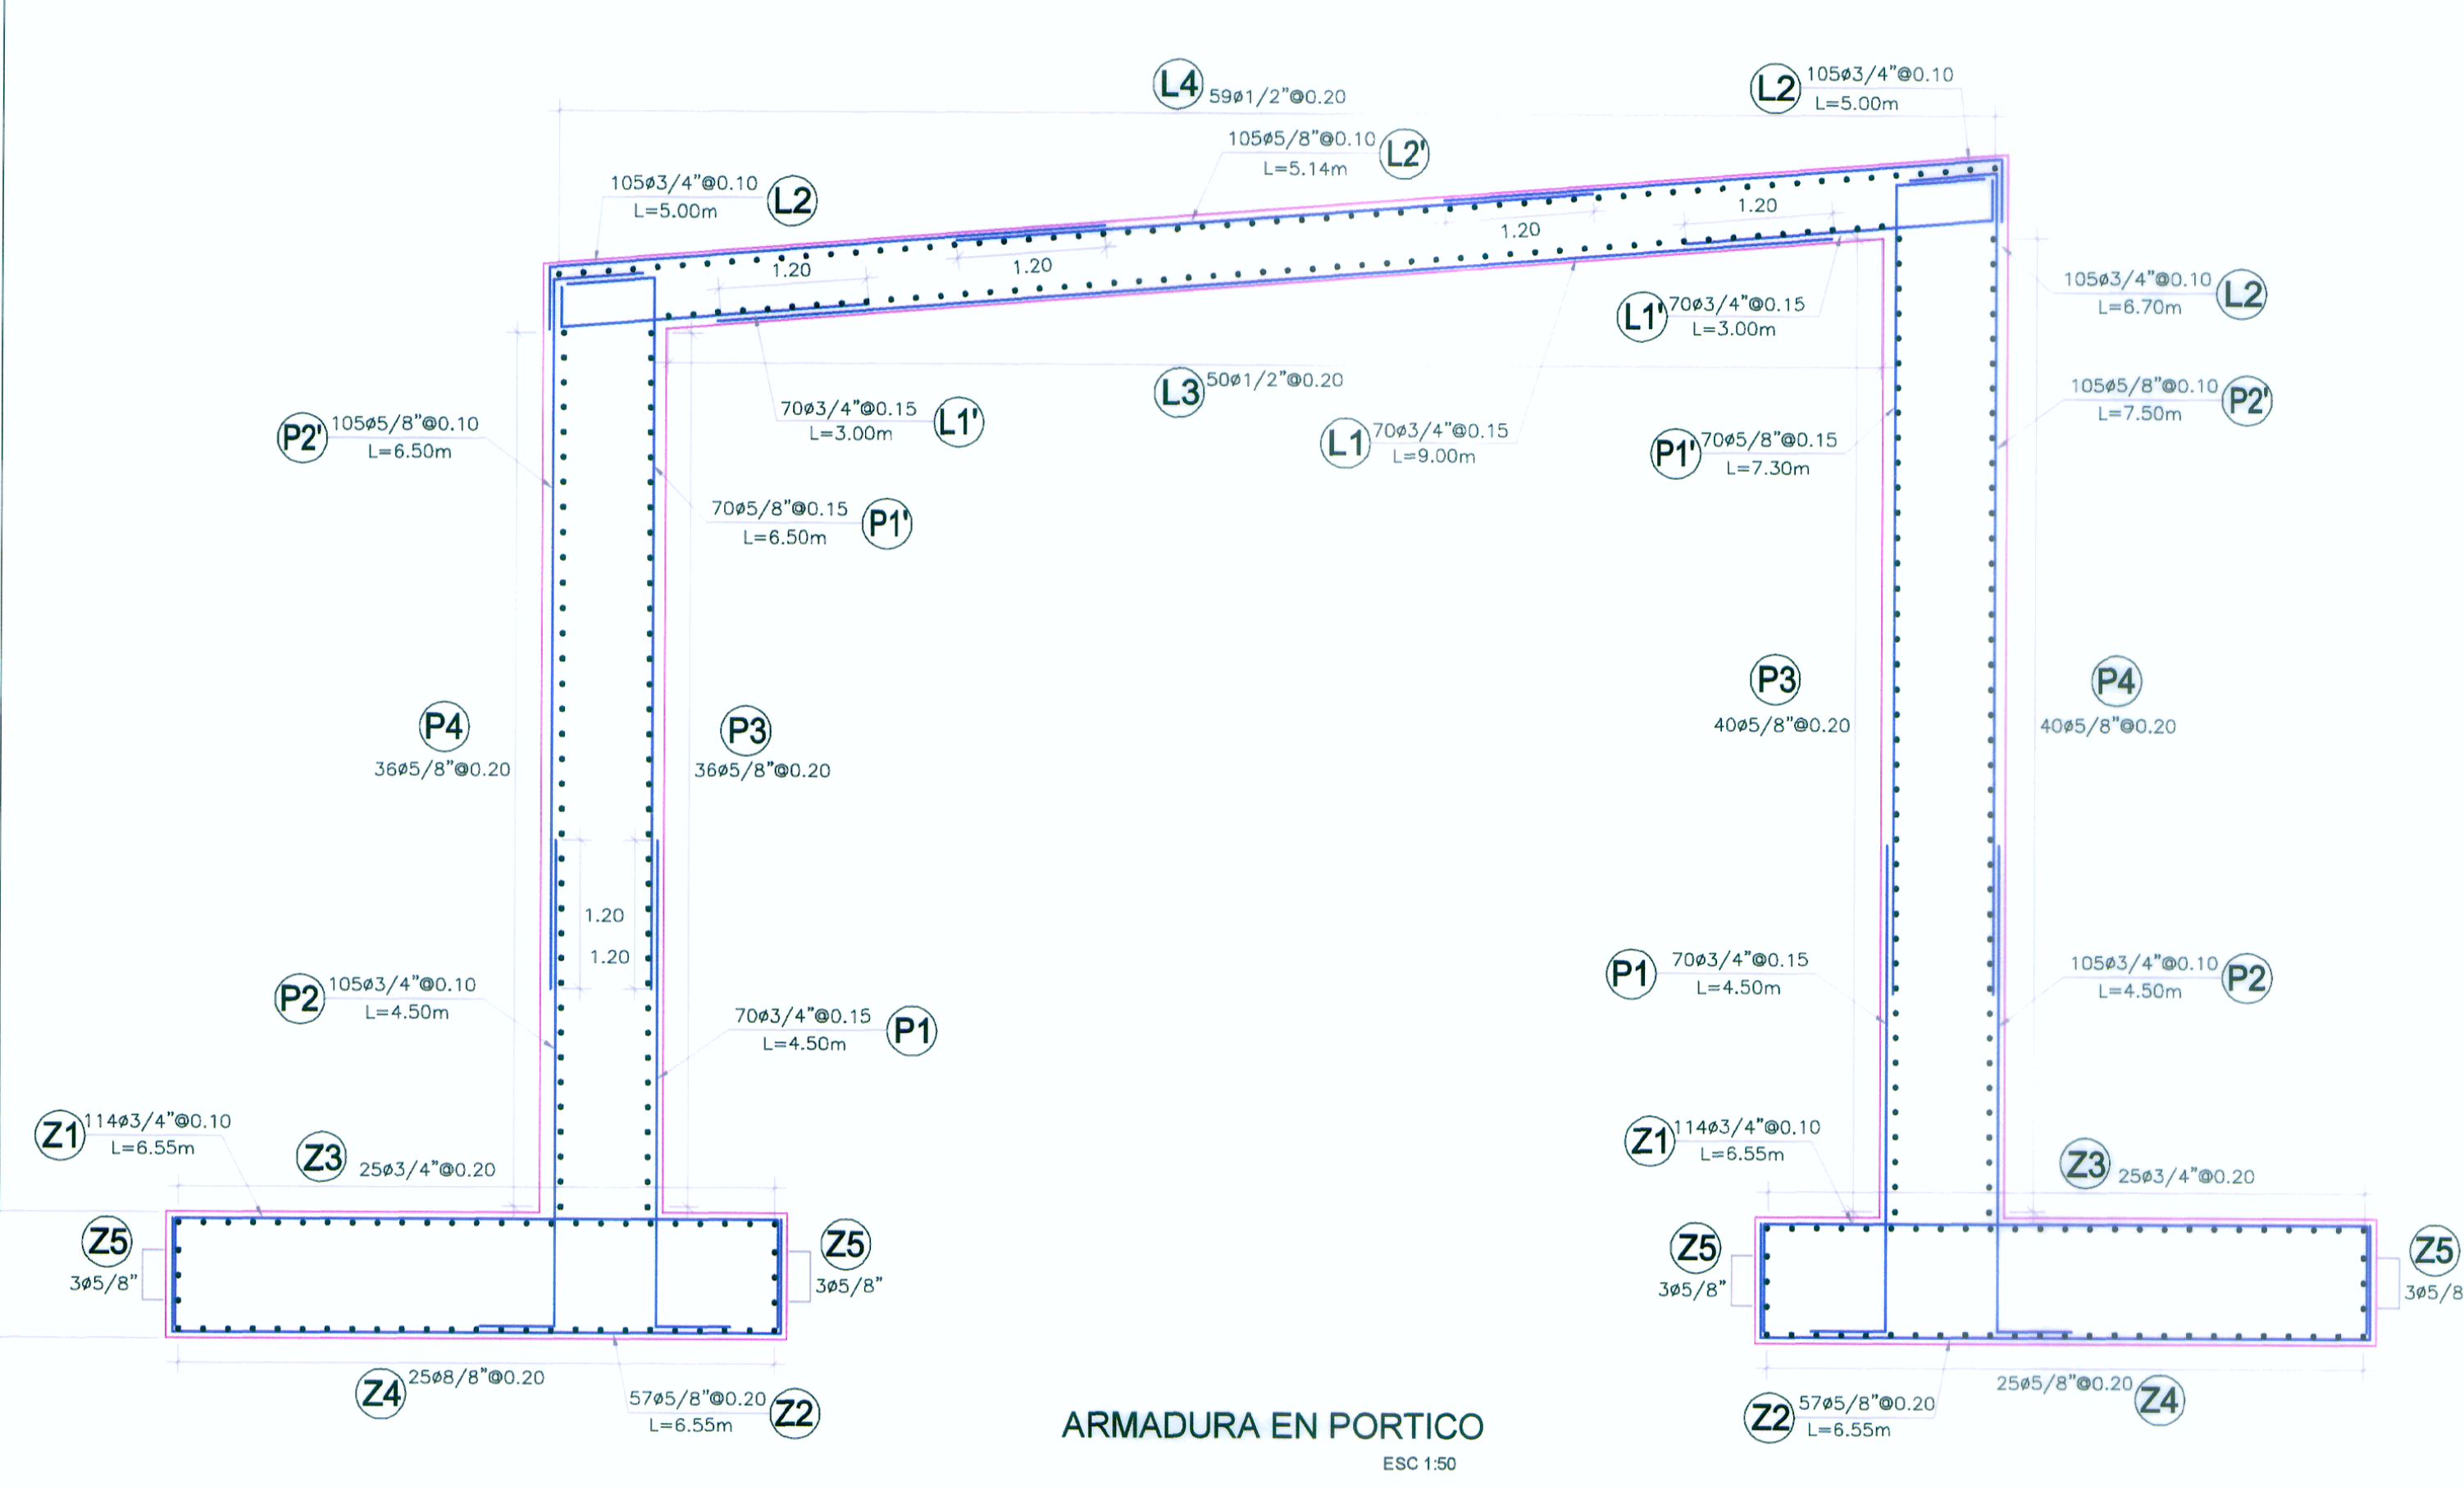 L4 59ø1/2"@0.20
L2 105ø3/4"@0.10
L=5.00m
105ø5/8"@0.10 L2'
L=5.14m
105ø3/4"@0.10 L2
L=5.00m
1.20
1.20
1.20
1.20
105ø3/4"@0.10 L2
L=6.70m
L1' 70ø3/4"@0.15
L=3.00m
L3 50ø1/2"@0.20
105ø5/8"@0.10 P2'
L=7.50m
P2' 105ø5/8"@0.10
L=6.50m
70ø3/4"@0.15 L1'
L=3.00m
L1 70ø3/4"@0.15
L=9.00m
P1' 70ø5/8"@0.15
L=7.30m
70ø5/8"@0.15 P1'
L=6.50m
P4
36ø5/8"@0.20
P3
36ø5/8"@0.20
P3
40ø5/8"@0.20
P4
40ø5/8"@0.20
1.20
1.20
P2 105ø3/4"@0.10
L=4.50m
70ø3/4"@0.15 P1
L=4.50m
P1 70ø3/4"@0.15
L=4.50m
105ø3/4"@0.10 P2
L=4.50m
Z1 114ø3/4"@0.10
L=6.55m
Z3 25ø3/4"@0.20
Z1 114ø3/4"@0.10
L=6.55m
Z3 25ø3/4"@0.20
Z5
3ø5/8"
Z5
3ø5/8"
Z5
3ø5/8"
Z5
3ø5/8
Z4 25ø8/8"@0.20
57ø5/8"@0.20 Z2
L=6.55m
25ø5/8"@0.20 Z4
Z2 57ø5/8"@0.20
L=6.55m
ARMADURA EN PORTICO
ESC 1:50